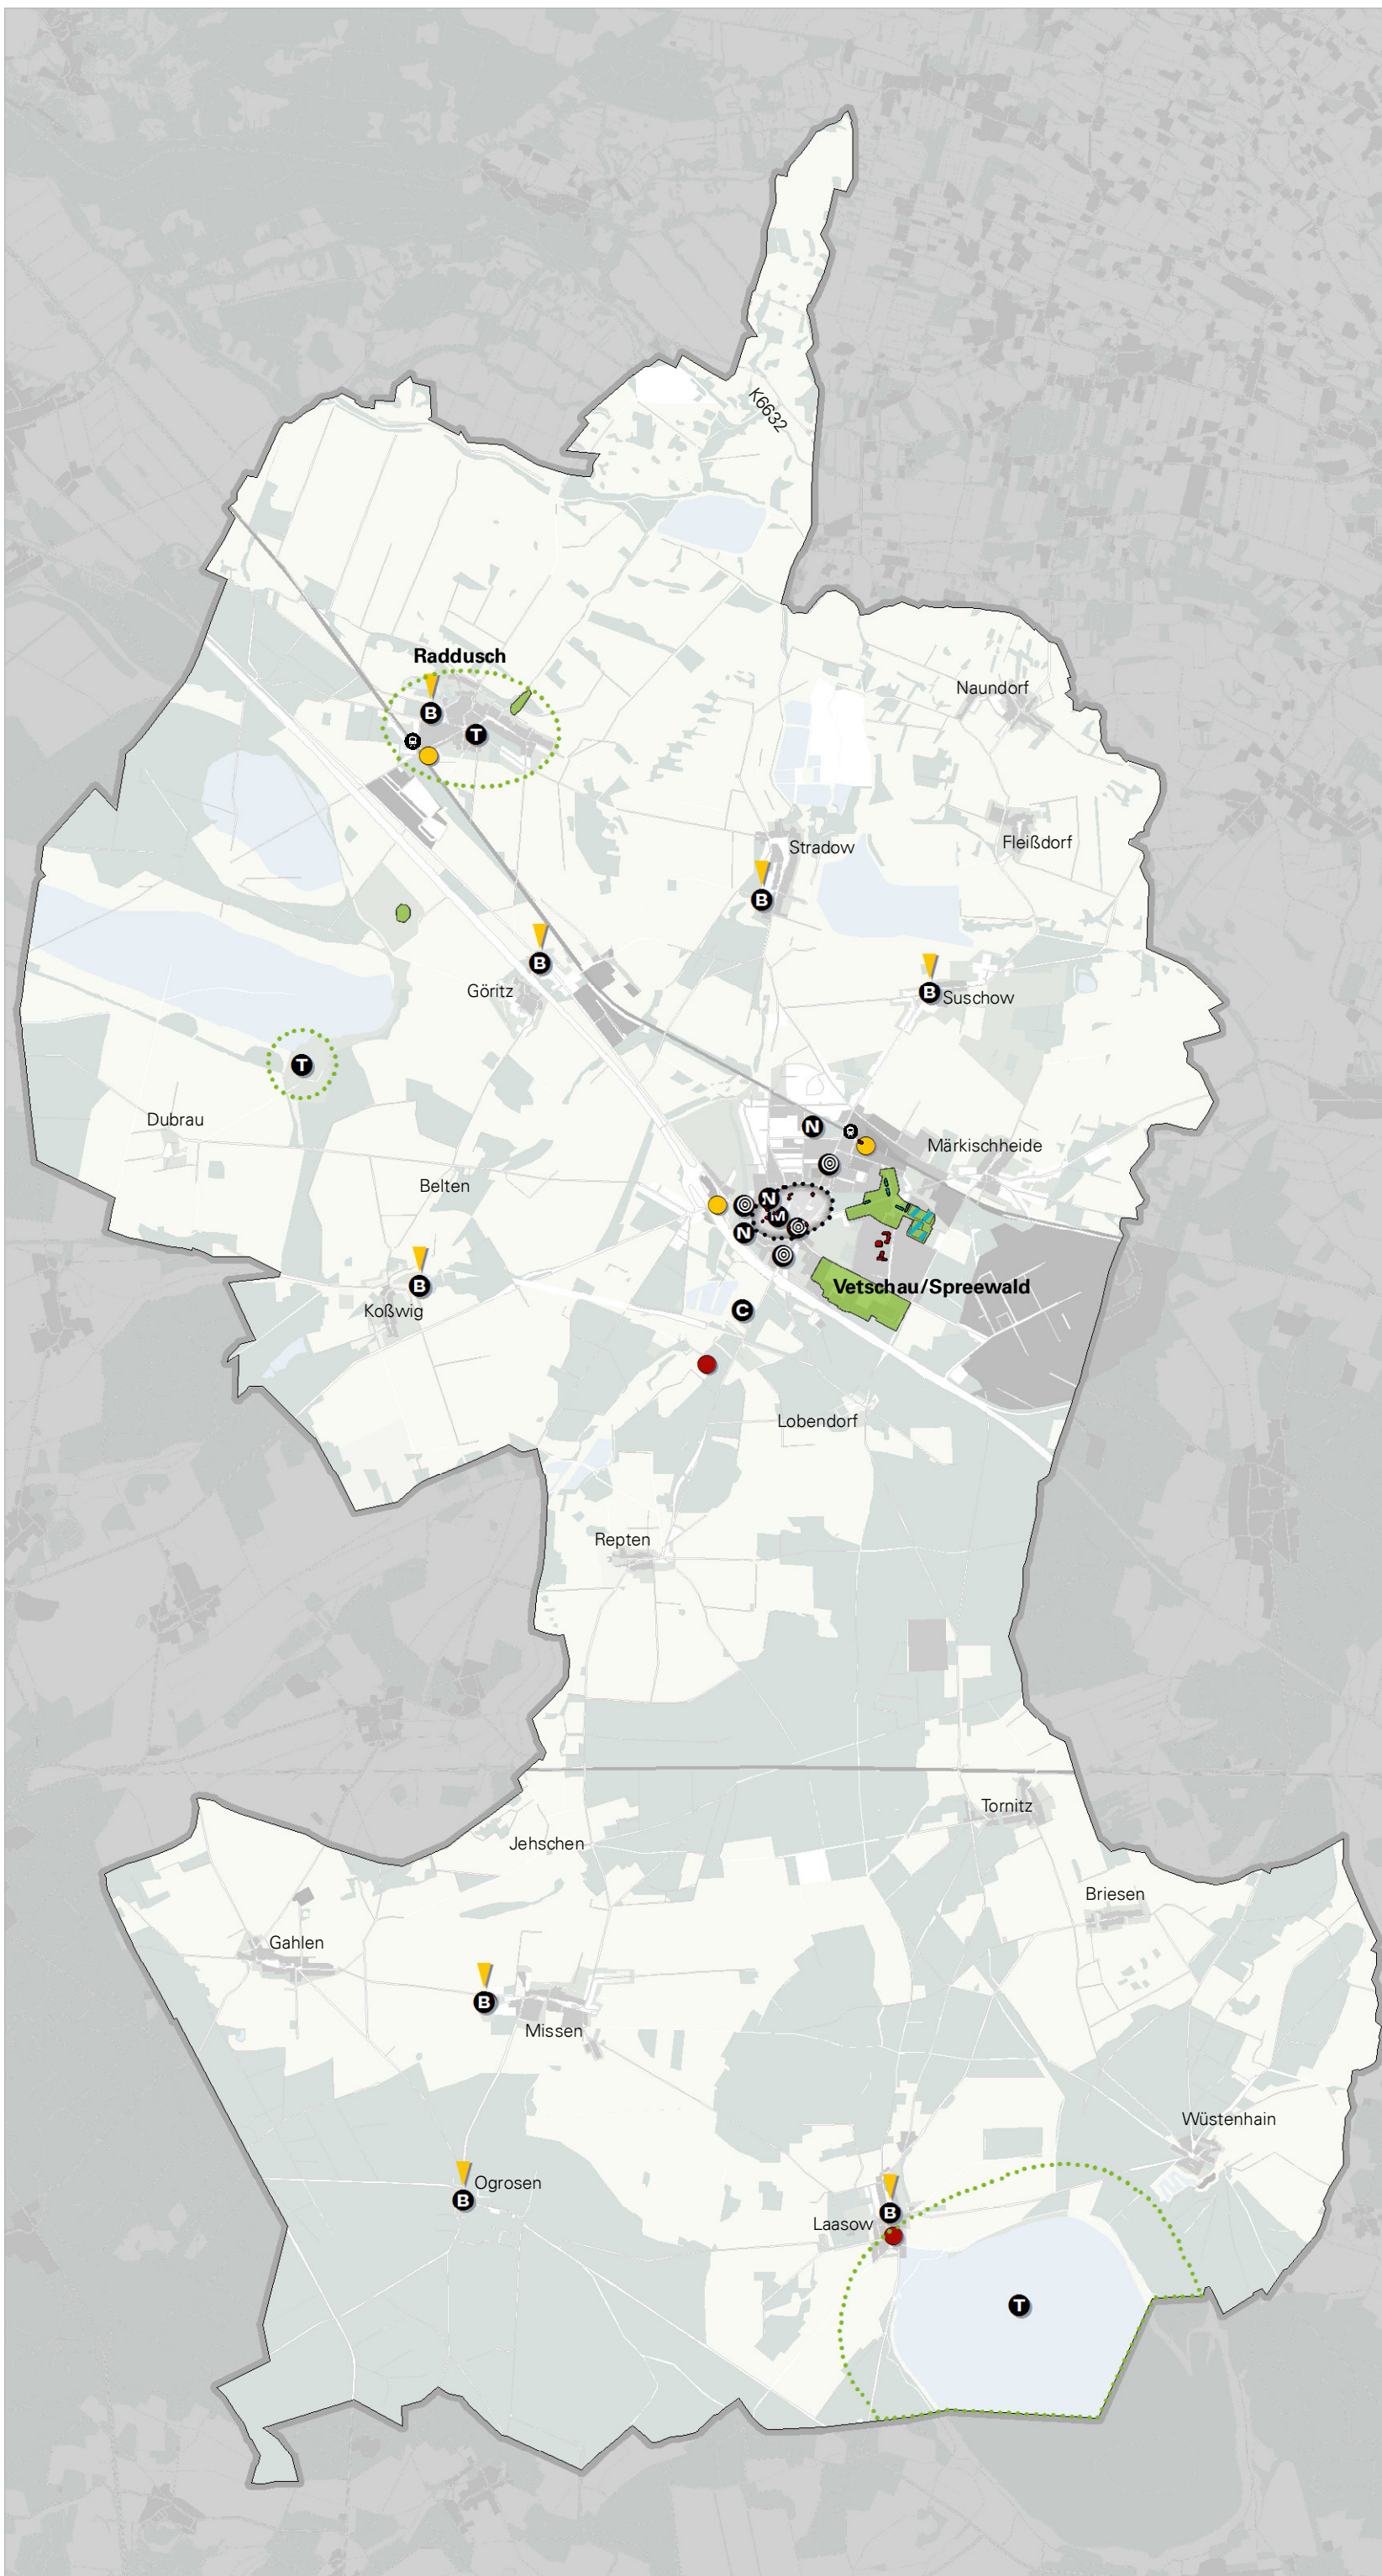 K6632
Raddusch
B
T
Naundorf
Stradow
Fleißdorf
B
B
Göritz
B
Suschow
T
Dubrau
N
Märkischheide
Belten
N
M
N
B
Koßwig
Vetschau/Spreewald
C
Lobendorf
Repten
Tornitz
Jehschen
Briesen
Gahlen
B
Missen
Wüstenhain
Ogrosen
B
B
Laasow
T